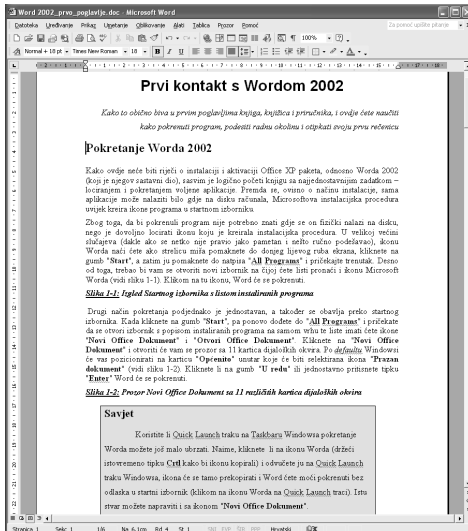 Word 2002_prvo_poglavlje.doc - Microsoft Word
Datoteka Uređivanje Prikaz Umetanje Oblikovanje Alati Tablica Prozor Pomoć
Za pomoć upišite pitanje
100%
Normal + 18 pt Times New Roman 18 B I U
Prvi kontakt s Wordom 2002
Kako to obično biva u prvim poglavljima knjiga, knjižica i priručnika, i ovdje ćete naučiti
kako pokrenuti program, podesiti radnu okolinu i otipkati svoju prvu rečenicu
Pokretanje Worda 2002
Kako ovdje neće biti riječi o instalaciji i aktivaciji Office XP paketa, odnosno Worda 2002
(koji je njegov sastavni dio), sasvim je logično početi knjigu sa najjednostavnijim zadatkom –
lociranjem i pokretanjem voljene aplikacije. Premda se, ovisno o načinu instalacije, sama
aplikacija može nalaziti bilo gdje na disku računala, Microsoftova instalacijska procedura
uvijek kreira ikone programa u startnom izborniku.
Zbog toga, da bi pokrenuli program nije potrebno znati gdje se on fizički nalazi na disku,
nego je dovoljno locirati ikonu koju je kreirala instalacijska procedura. U velikoj većini
slučajeva (dakle ako se netko nije pravio jako pametan i nešto ručno podešavao), ikonu
Worda naći ćete ako strelicu miša pomaknete do donjeg lijevog ruba ekrana, kliknete na
gumb "Start", a zatim ju pomaknete do natpisa "All Programs" i pričekajte trenutak. Desno
od toga, trebao bi vam se otvoriti novi izbornik na čijoj ćete listi pronaći i ikonu Microsoft
Worda (vidi sliku 1-1). Klikom na tu ikonu, Word će se pokrenuti.
Slika 1-1: Izgled Startnog izbornika s listom instaliranih programa
Drugi način pokretanja podjednako je jednostavan, a također se obavlja preko startnog
izbornika. Kada kliknete na gumb "Start", pa ponovo dođete do "All Programs" i pričekate
da se otvori izbornik s popisom instaliranih programa na samom vrhu te liste imati ćete ikone
"Novi Office Dokument" i "Otvori Office Dokument". Kliknete na "Novi Office
Dokument" i otvoriti će vam se prozor sa 11 kartica dijaloških okvira. Po defaultu Windowsi
će vas pozicionirati na karticu "Općenito" unutar koje će biti selektirana ikona "Prazan
dokument" (vidi sliku 1-2). Kliknete li na gumb "U redu" ili jednostavno pritisnete tipku
"Enter" Word će se pokrenuti.
Slika 1-2: Prozor Novi Office Dokument sa 11 različitih kartica dijaloških okvira
Savjet
Koristite li Quick Launch traku na Taskbaru Windowsa pokretanje
Worda možete još malo ubrzati. Naime, kliknete li na ikonu Worda (držeći
istovremeno tipku Crtl kako bi ikonu kopirali) i odvučete ju na Quick Launch
traku Windowsa, ikona će se tamo prekopirati i Word ćete moći pokrenuti bez
odlaska u startni izbornik (klikom na ikonu Worda na Quick Launch traci). Istu
stvar možete napraviti i sa ikonom "Novi Office Dokument".
Stranica 1 Sekc 1 1/6 Na 6,1cm Rd 4 St 1 SNI EVP ŠIR PRP Hrvatski